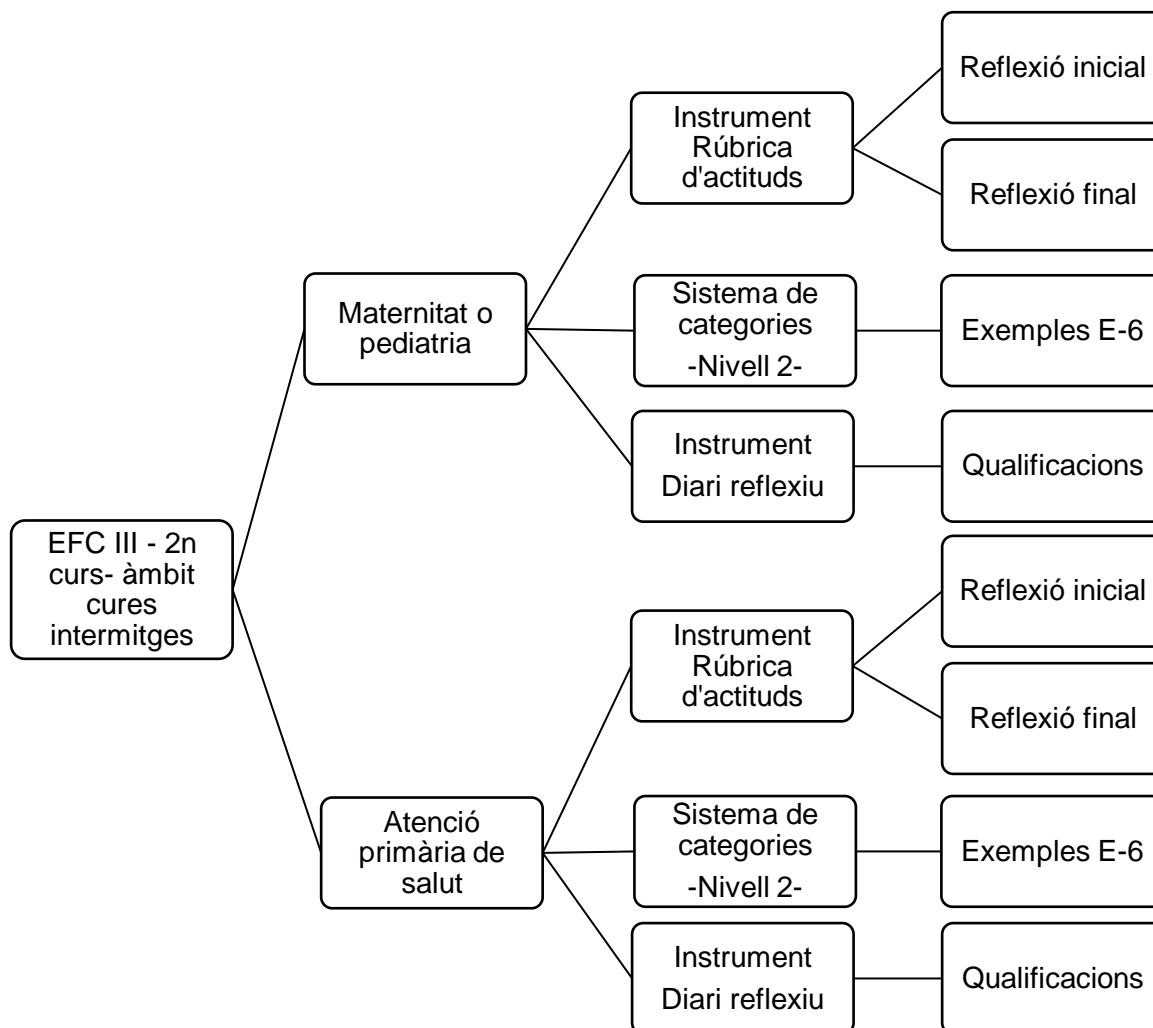 Reflexió inicial
Instrument
Rúbrica
d'actituds
Reflexió final
Maternitat o
pediatria
Sistema de
categories
-Nivell 2-
Exemples E-6
Instrument
Diari reflexiu
Qualificacions
EFC III - 2n
curs- àmbit
cures
intermitges
Reflexió inicial
Instrument
Rúbrica
d'actituds
Reflexió final
Atenció
primària de
salut
Sistema de
categories
-Nivell 2-
Exemples E-6
Instrument
Diari reflexiu
Qualificacions